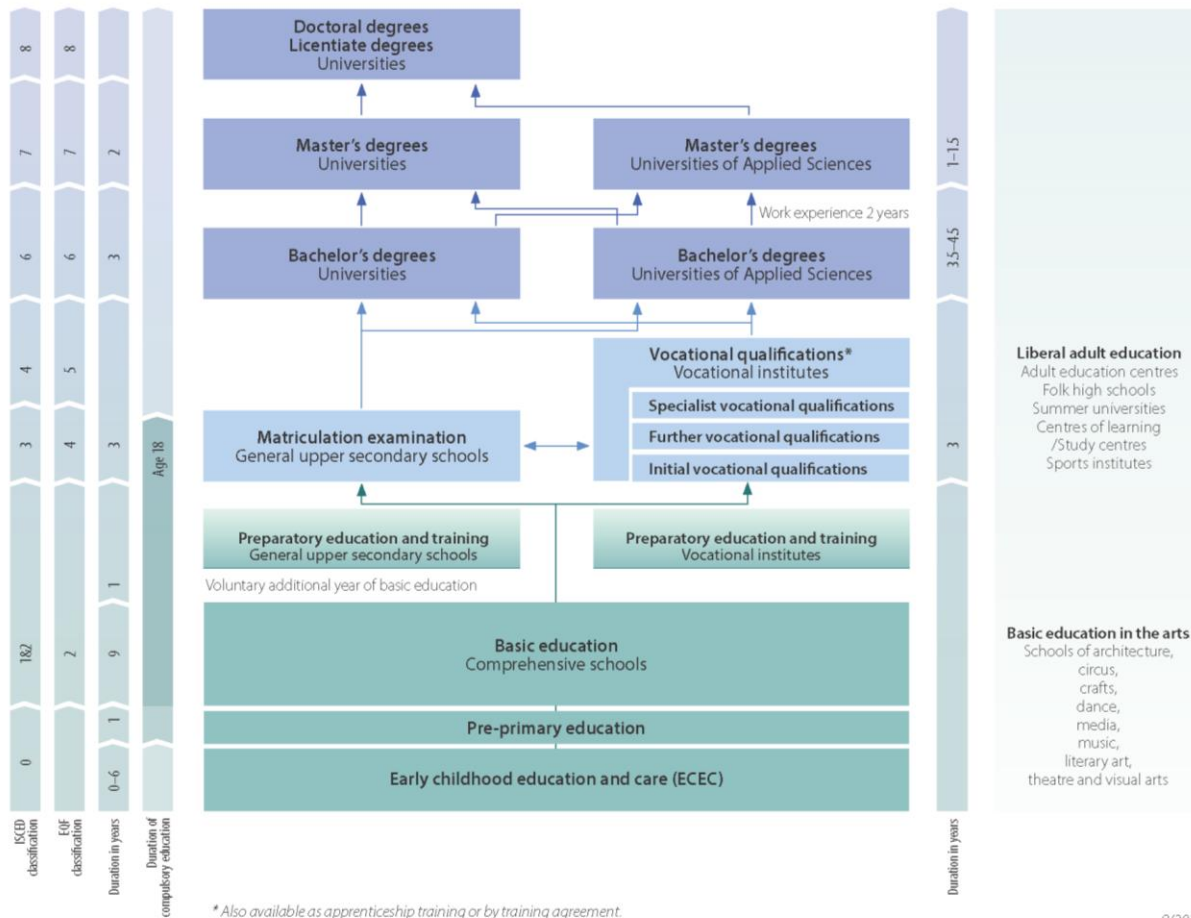 Doctoral degrees
Licentiate degrees
Universities
Master's degrees
Universities
Master's degrees
Universities of Applied Sciences
Work experience 2 years
Bachelor's degrees
Universities
Bachelor's degrees
Universities of Applied Sciences
Vocational qualifications*
Vocational institutes
Specialist vocational qualifications
Further vocational qualifications
Initial vocational qualifications
Matriculation examination
General upper secondary schools
Preparatory education and training
General upper secondary schools
Preparatory education and training
Vocational institutes
Voluntary additional year of basic education
Basic education
Comprehensive schools
Pre-primary education
Early childhood education and care (ECEC)
8
7
6
4
3
1&2
0
ISCED
classification
8
7
6
5
4
2
EQF
classification
2
3
3
1
9
1
0–6
Duration in years
Age 18
Duration of
compulsory education
1–1.5
3.5–4.5
3
Duration in years
Liberal adult education
Adult education centres
Folk high schools
Summer universities
Centres of learning
/Study centres
Sports institutes
Basic education in the arts
Schools of architecture,
circus,
crafts,
dance,
media,
music,
literary art,
theatre and visual arts
* Also available as apprenticeship training or by training agreement.